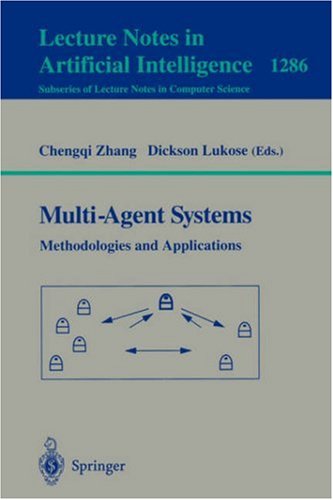 Lecture Notes in
Artificial Intelligence 1286
Subseries of Lecture Notes in Computer Science
Chengqi Zhang Dickson Lukose (Eds.)
Multi-Agent Systems
Methodologies and Applications
Springer